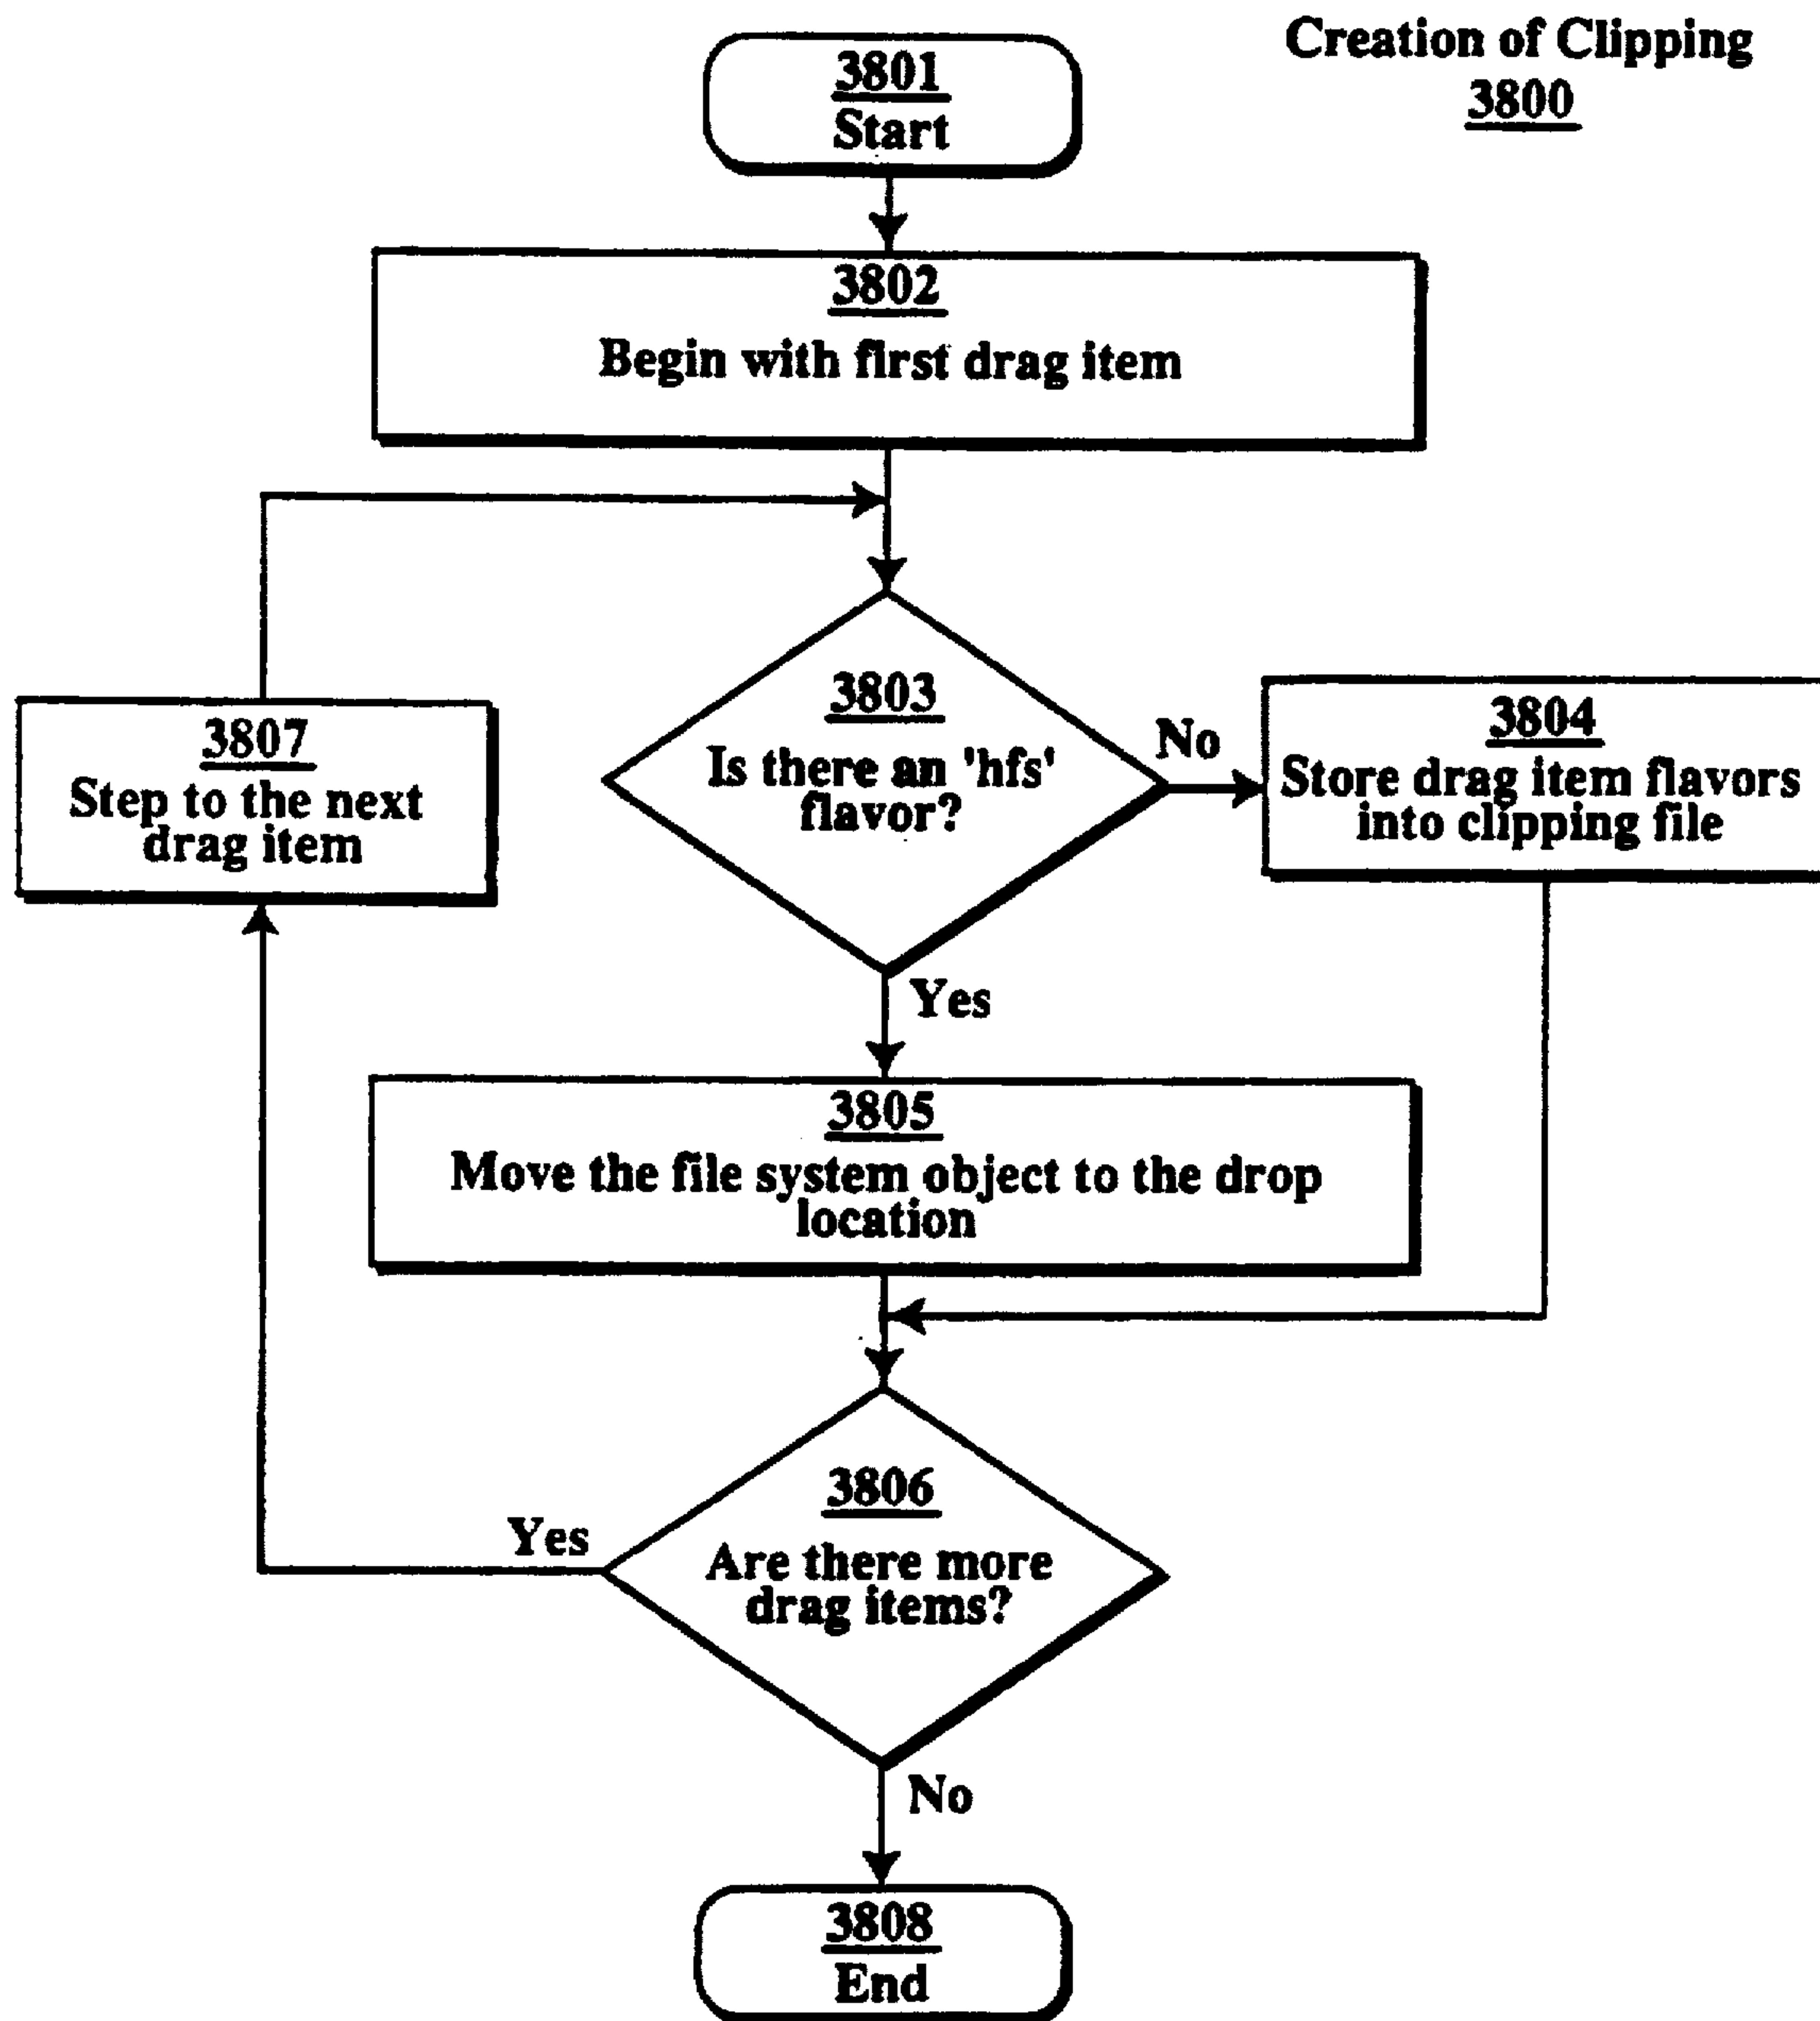 Creation of Clipping
3800
3801
Start
3802
Begin with first drag item
3803
Is there an 'hfs'
flavor?
No
3804
Store drag item flavors
into clipping file
3807
Step to the next
drag item
Yes
3805
Move the file system object to the drop
location
3806
Are there more
drag items?
Yes
No
3808
End